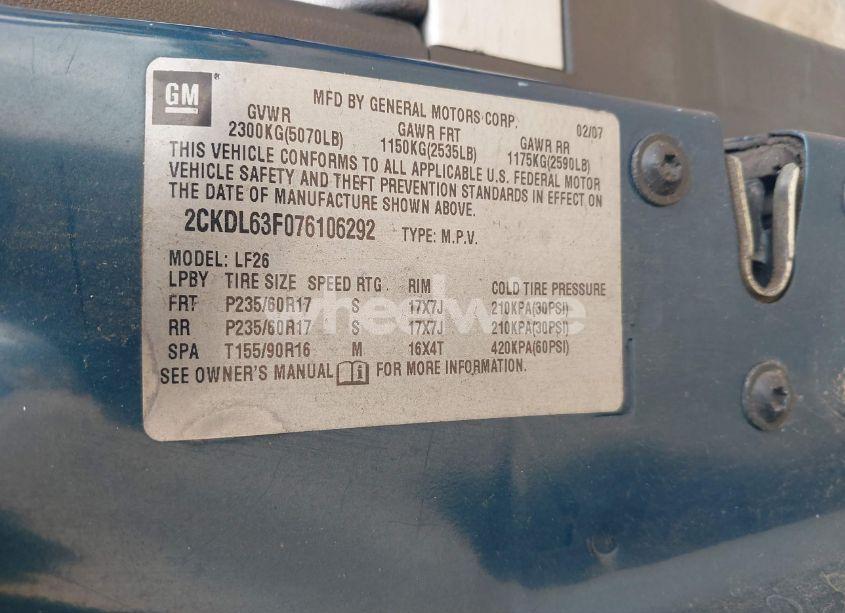 GM
MFD BY GENERAL MOTORS CORP. 02/07
GVWR GAWR FRT GAWR RR
2300KG(5070LB) 1150KG(2535LB) 1175KG(2590LB)
THIS VEHICLE CONFORMS TO ALL APPLICABLE U.S. FEDERAL MOTOR
VEHICLE SAFETY AND THEFT PREVENTION STANDARDS IN EFFECT ON
THE DATE OF MANUFACTURE SHOWN ABOVE.
2CKDL63F076106292 TYPE: M.P.V.
MODEL: LF26
LPBY TIRE SIZE SPEED RTG. RIM COLD TIRE PRESSURE
FRT P235/60R17 S 17X7J 210KPA(30PSI)
RR P235/60R17 S 17X7J 210KPA(30PSI)
SPA T155/90R16 M 16X4T 420KPA(60PSI)
SEE OWNER'S MANUAL FOR MORE INFORMATION.